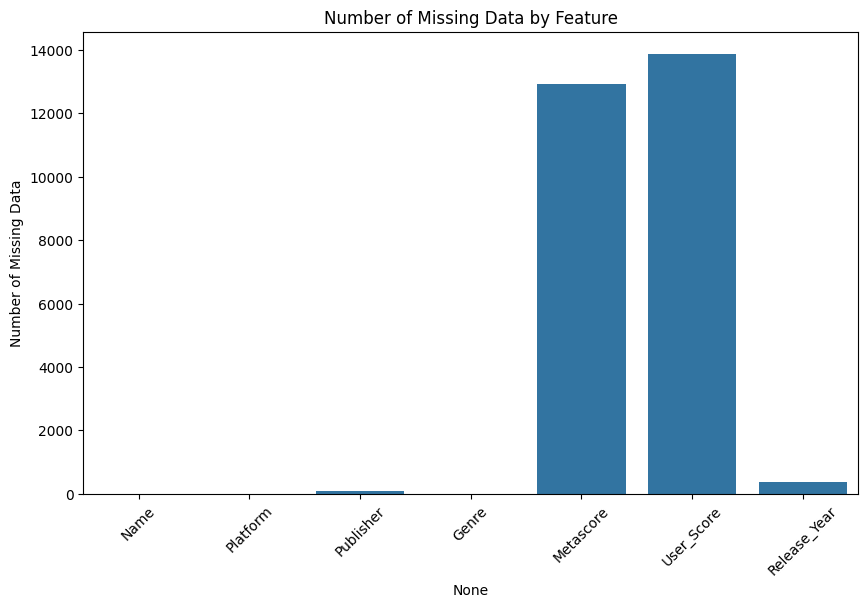 Number of Missing Data by Feature
Number of Missing Data
14000
12000
10000
8000
6000
4000
2000
0
Name
Platform
Publisher
Genre
Metascore
User_Score
Release_Year
None